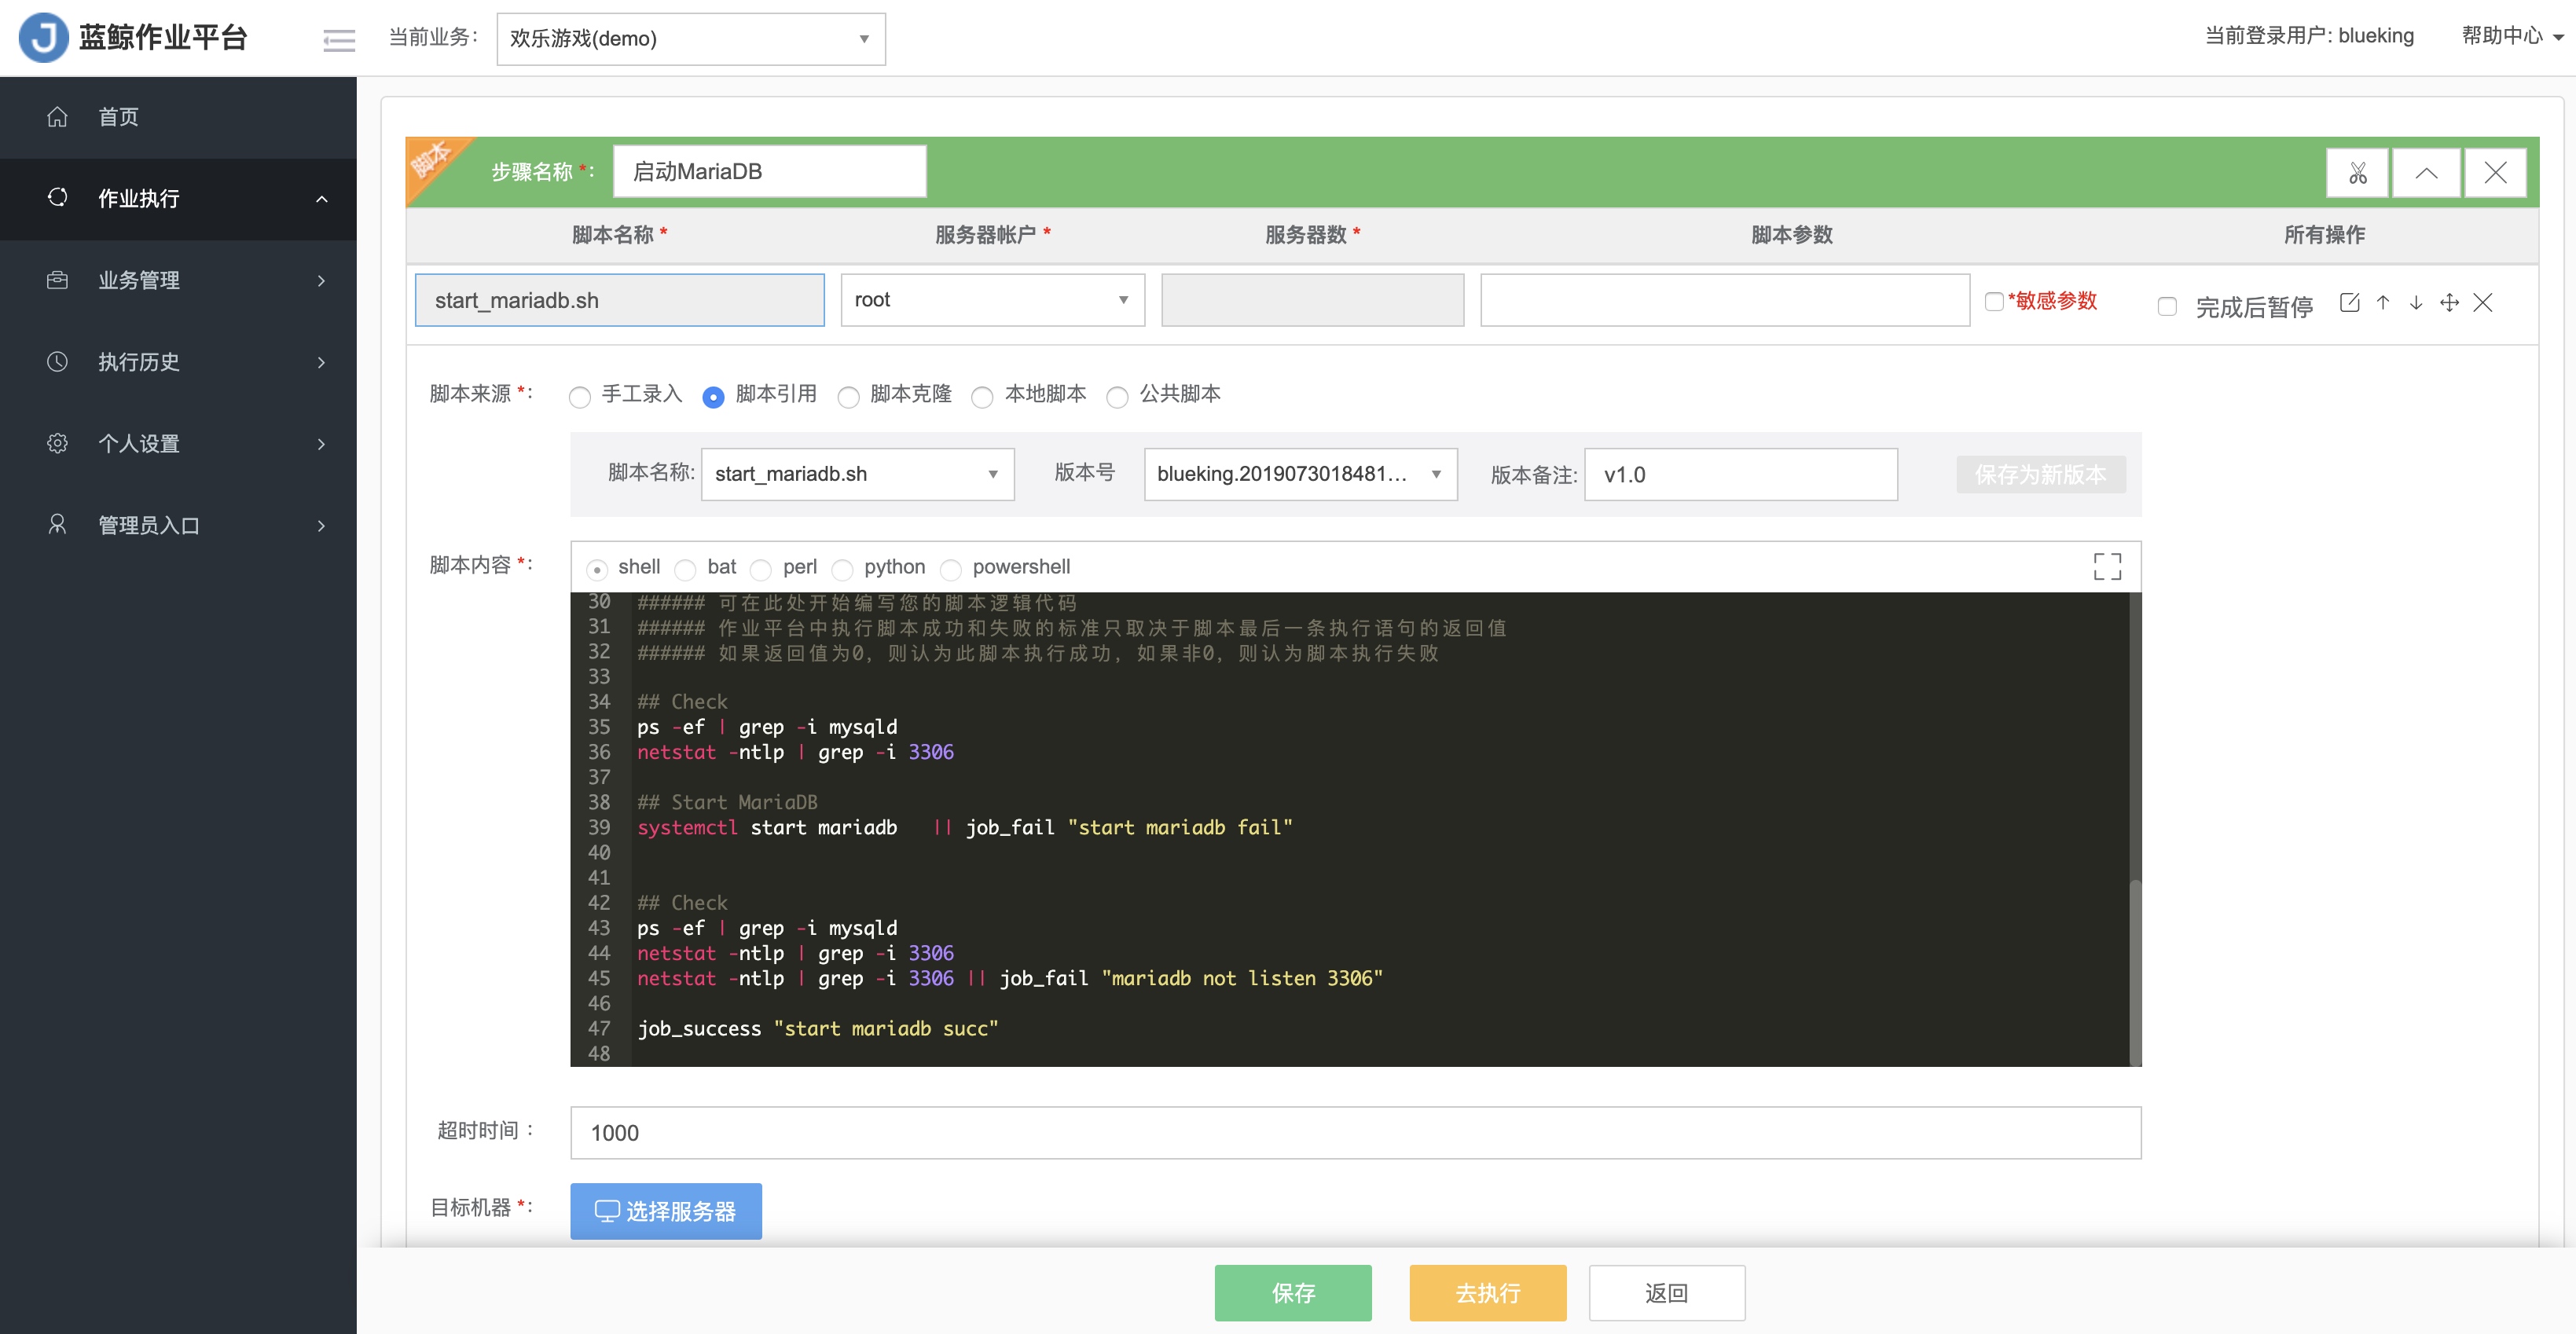 蓝鲸作业平台
当前业务: 欢乐游戏(demo)
当前登录用户: blueking 帮助中心
首页
作业执行
业务管理
执行历史
个人设置
管理员入口
脚本 步骤名称 *: 启动MariaDB
脚本名称 * 服务器帐户 * 服务器数 * 脚本参数 所有操作
start_mariadb.sh root *敏感参数 完成后暂停
脚本来源 *: 手工录入 脚本引用 脚本克隆 本地脚本 公共脚本
脚本名称: start_mariadb.sh 版本号 blueking.2019073018481... 版本备注: v1.0 保存为新版本
脚本内容 *: shell bat perl python powershell
30 ###### 可在此处开始编写您的脚本逻辑代码
31 ###### 作业平台中执行脚本成功和失败的标准只取决于脚本最后一条执行语句的返回值
32 ###### 如果返回值为0，则认为此脚本执行成功，如果非0，则认为脚本执行失败
33
34 ## Check
35 ps -ef | grep -i mysqld
36 netstat -ntlp | grep -i 3306
37
38 ## Start MariaDB
39 systemctl start mariadb   || job_fail "start mariadb fail"
40
41
42 ## Check
43 ps -ef | grep -i mysqld
44 netstat -ntlp | grep -i 3306
45 netstat -ntlp | grep -i 3306 || job_fail "mariadb not listen 3306"
46
47 job_success "start mariadb succ"
48
超时时间 : 1000
目标机器 *: 选择服务器
保存 去执行 返回